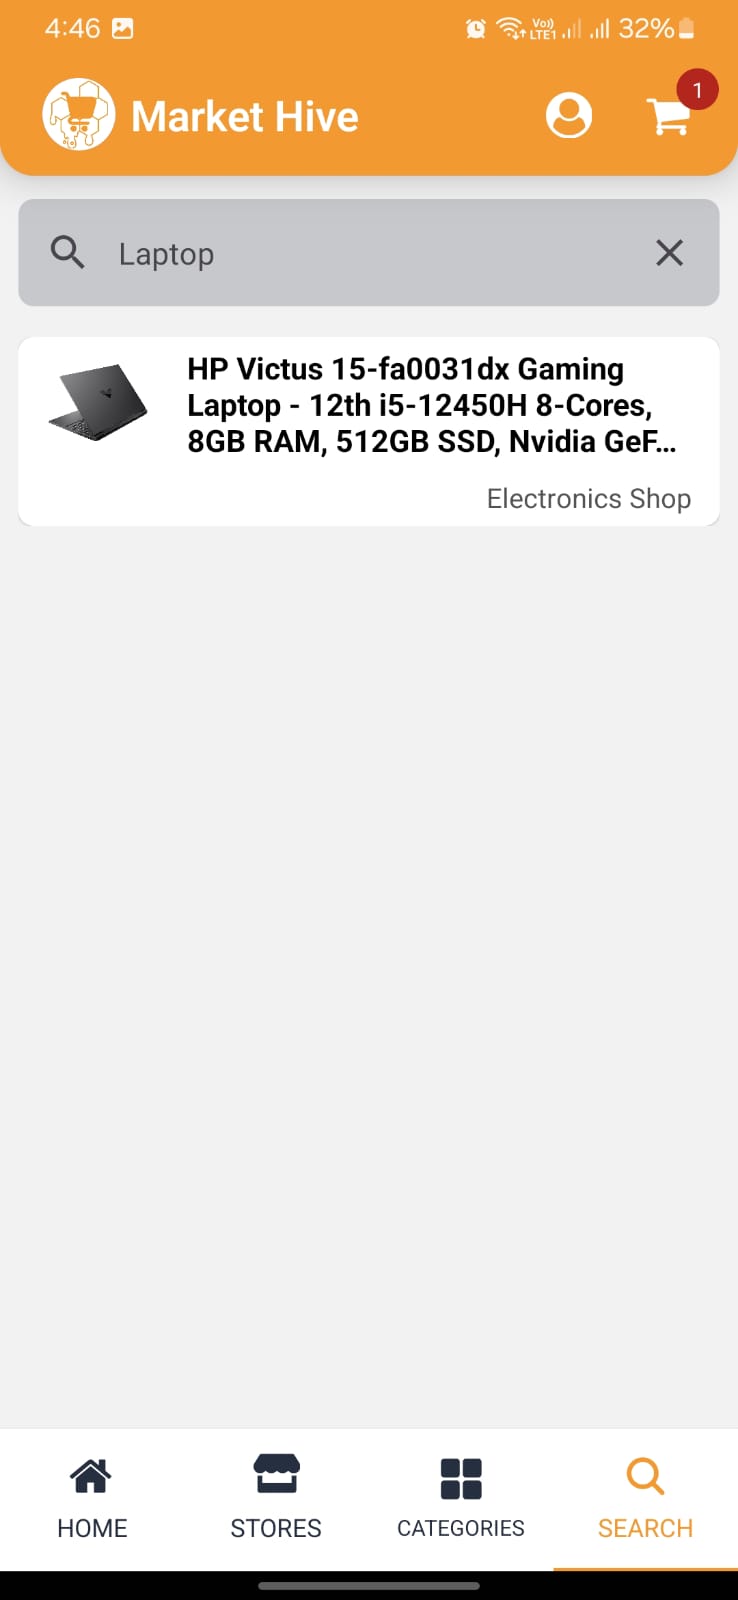 4:46 Vo)) LTE1 32%
Market Hive
1
Laptop
HP Victus 15-fa0031dx Gaming
Laptop - 12th i5-12450H 8-Cores,
8GB RAM, 512GB SSD, Nvidia GeF...
Electronics Shop
HOME STORES CATEGORIES SEARCH